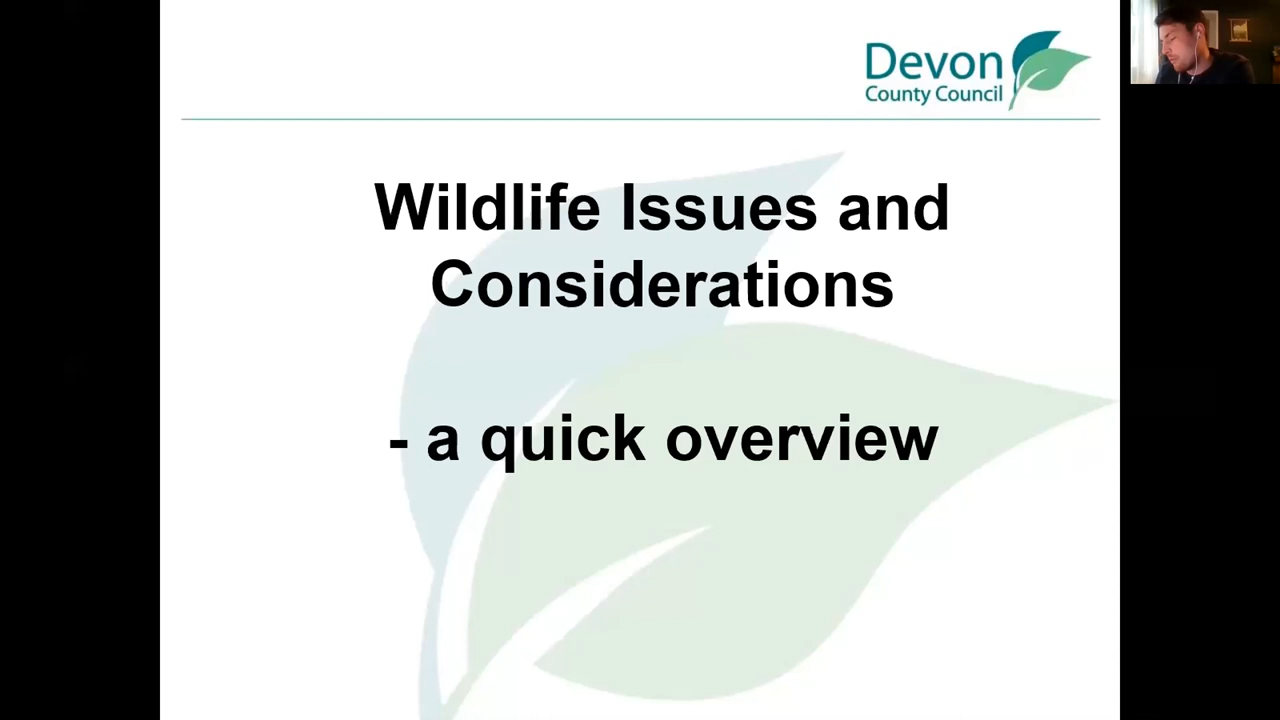 Devon
County Council
Wildlife Issues and
Considerations
- a quick overview